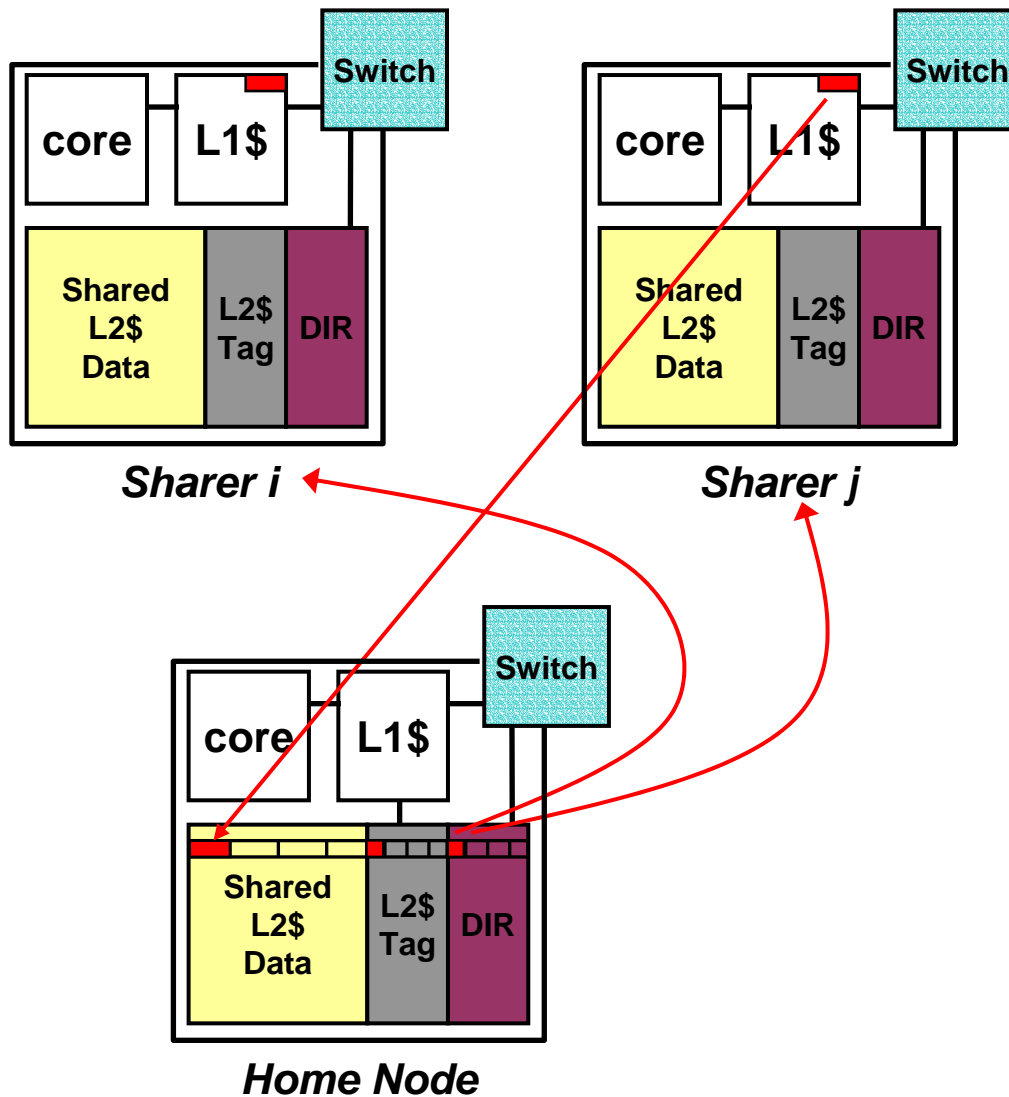 Switch
core
L1$
Shared
L2$
Data
L2$
Tag
DIR
Sharer i
Switch
core
L1$
Shared
L2$
Data
L2$
Tag
DIR
Sharer j
Switch
core
L1$
Shared
L2$
Data
L2$
Tag
DIR
Home Node